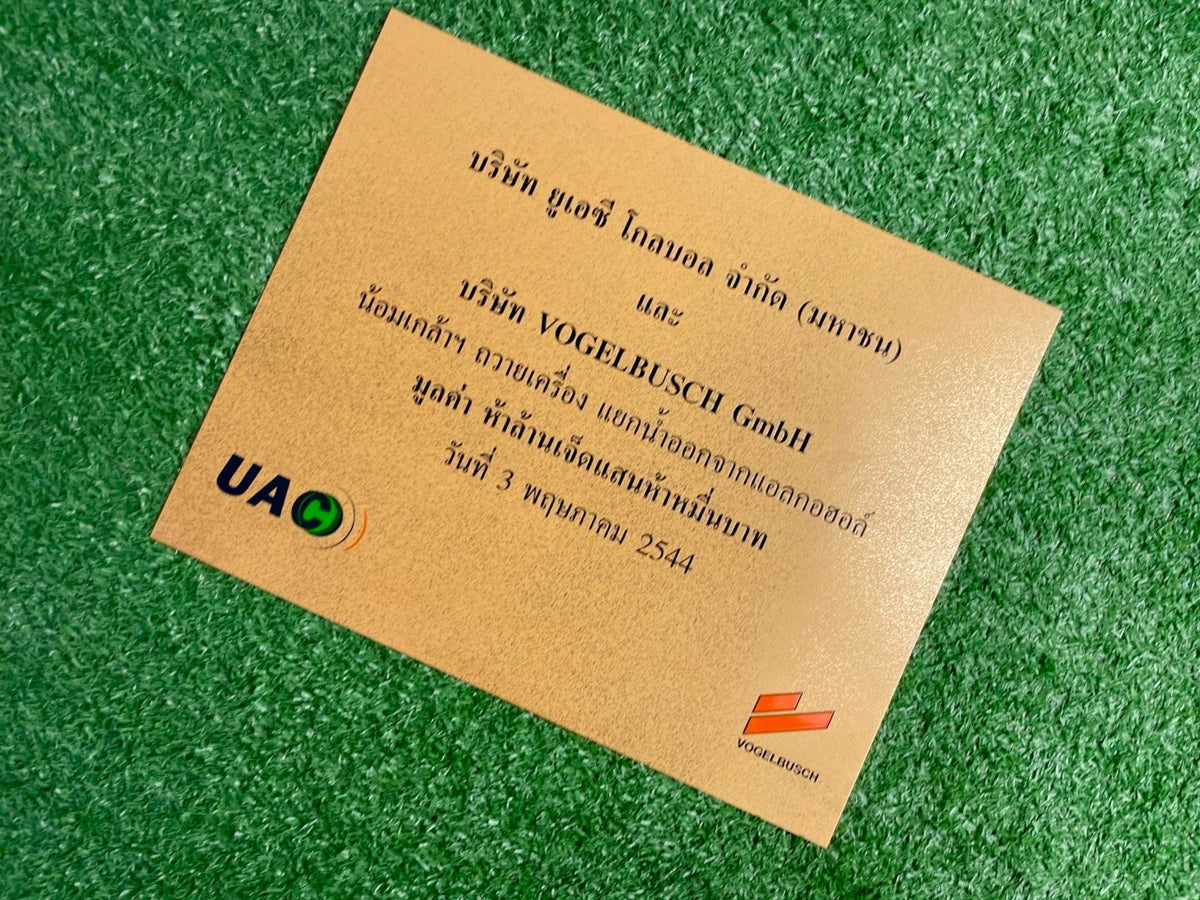 บริษัท ยูเอซี โกลบอล จำกัด (มหาชน)
และ
บริษัท VOGELBUSCH GmbH
น้อมเกล้าฯ ถวายเครื่อง แยกน้ำออกจากแอลกอฮอล์
มูลค่า ห้าล้านเจ็ดแสนห้าหมื่นบาท
วันที่ 3 พฤษภาคม 2544
UAC
VOGELBUSCH